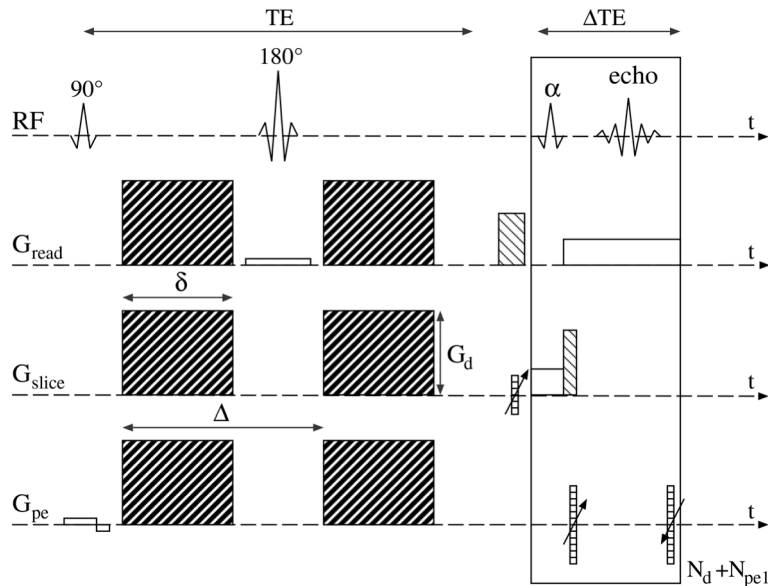 TE
ΔTE
90°
180°
α
echo
RF
t
G_read
t
δ
G_slice
G_d
t
Δ
G_pe
t
N_d + N_pe1